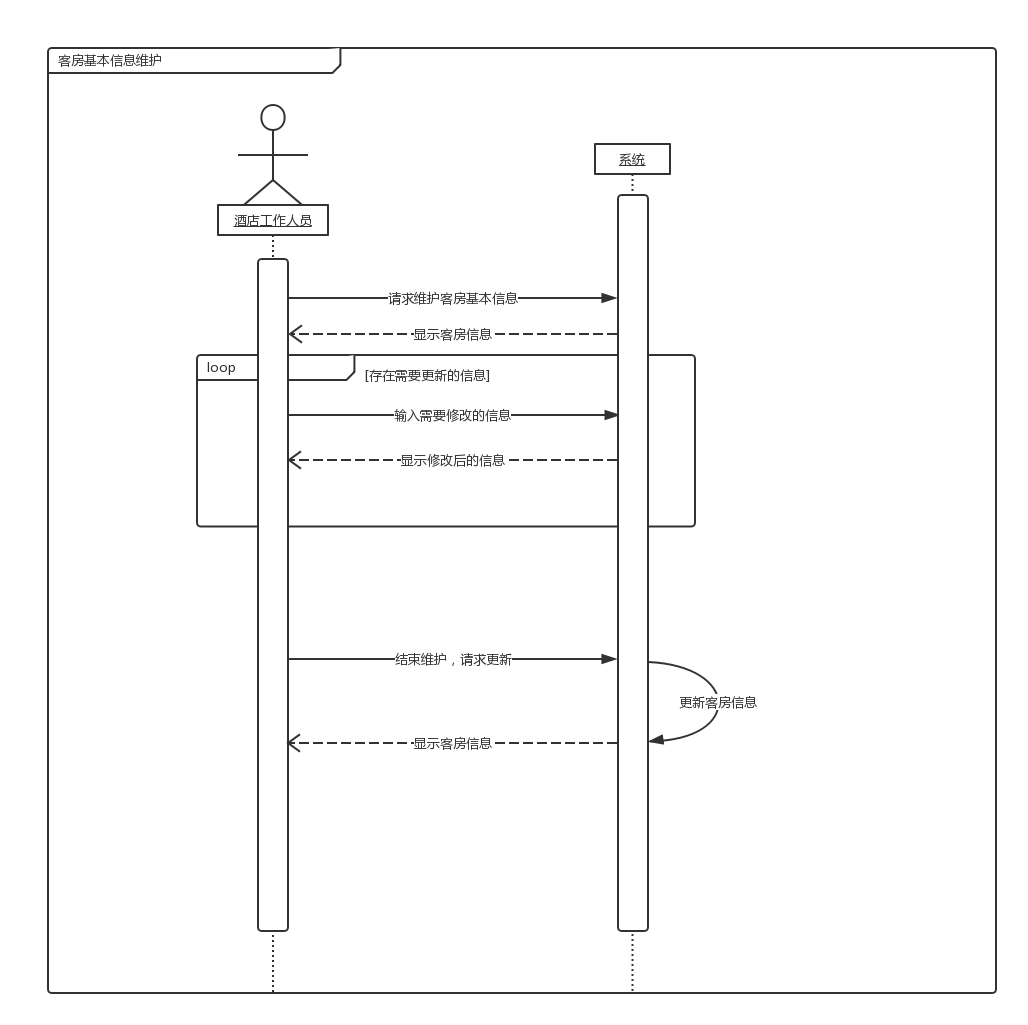 客房基本信息维护
系统
酒店工作人员
请求维护客房基本信息
显示客房信息
loop
[存在需要更新的信息]
输入需要修改的信息
显示修改后的信息
结束维护，请求更新
更新客房信息
显示客房信息